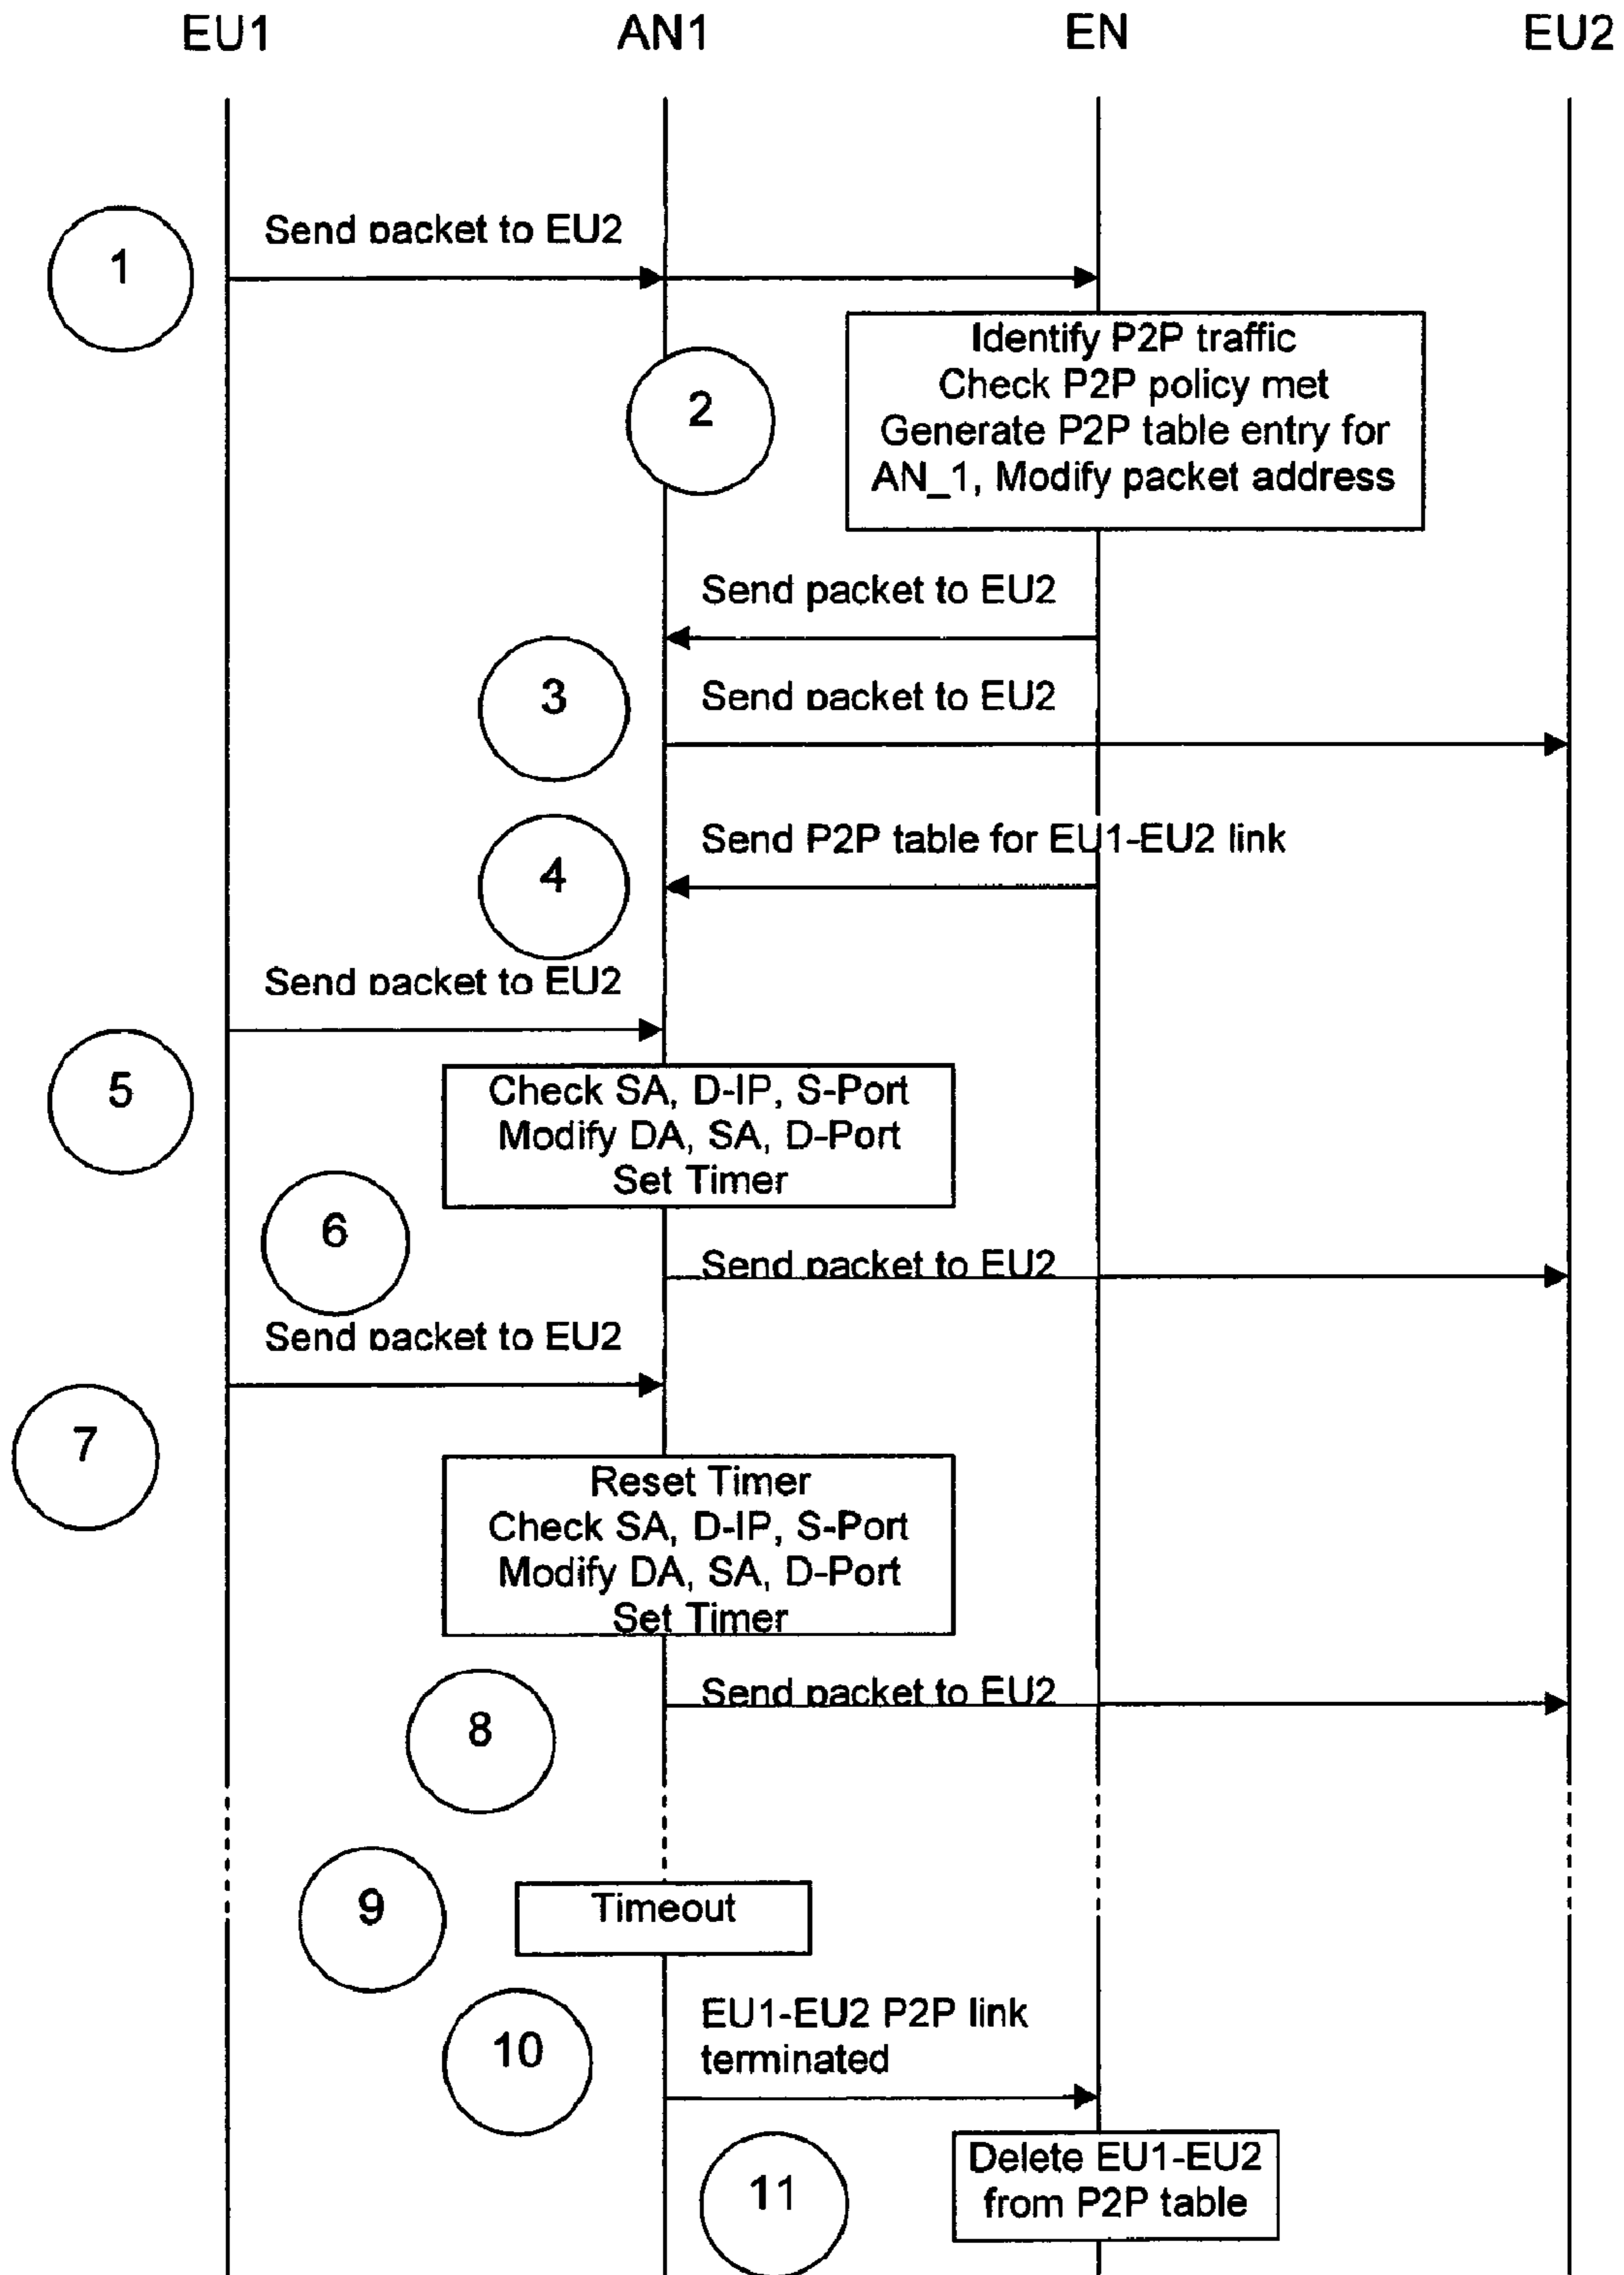 EU1 AN1 EN EU2
Send packet to EU2
1
Identify P2P traffic
Check P2P policy met
Generate P2P table entry for
AN_1, Modify packet address
2
Send packet to EU2
3
Send packet to EU2
Send P2P table for EU1-EU2 link
4
Send packet to EU2
5
Check SA, D-IP, S-Port
Modify DA, SA, D-Port
Set Timer
6
Send packet to EU2
Send packet to EU2
7
Reset Timer
Check SA, D-IP, S-Port
Modify DA, SA, D-Port
Set Timer
Send packet to EU2
8
9
Timeout
EU1-EU2 P2P link
terminated
10
Delete EU1-EU2
from P2P table
11